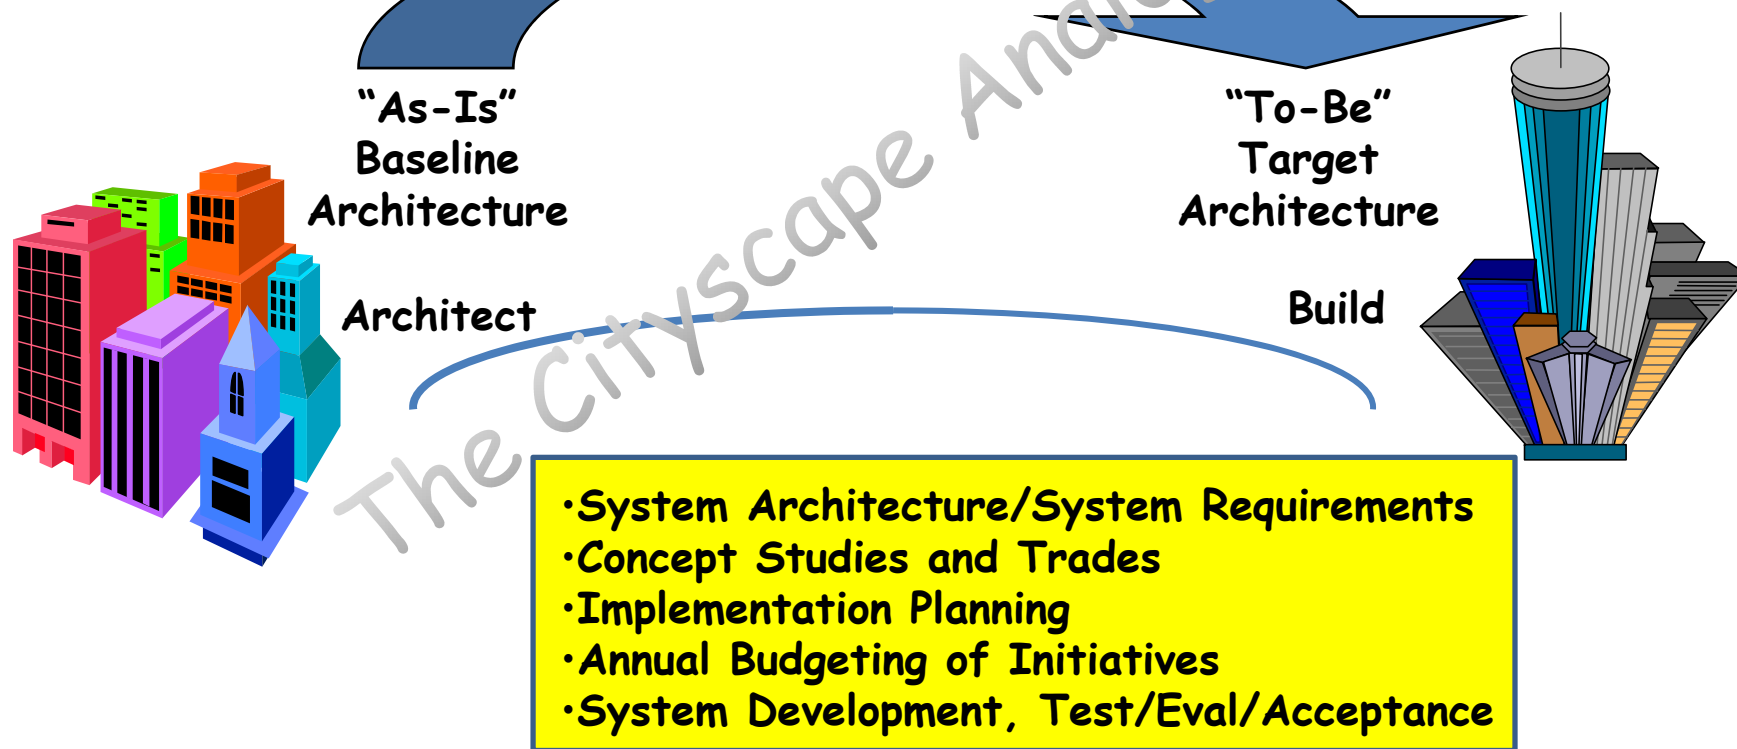 “As-Is”
Baseline
Architecture
“To-Be”
Target
Architecture
The Cityscape
Architect
Build
•System Architecture/System Requirements
•Concept Studies and Trades
•Implementation Planning
•Annual Budgeting of Initiatives
•System Development, Test/Eval/Acceptance